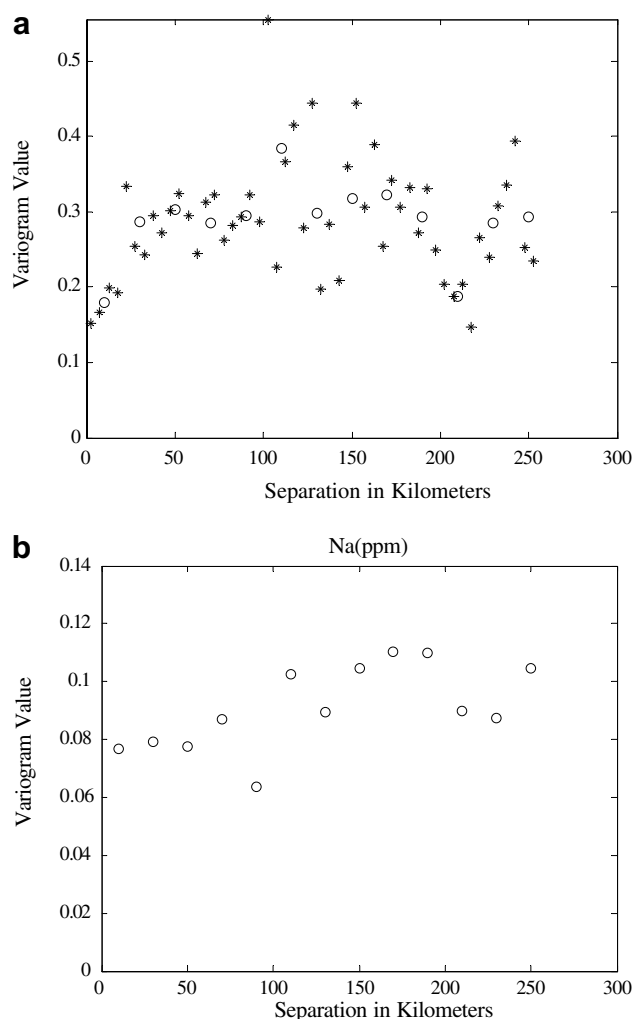 a
0.5
0.4
0.3
0.2
0.1
0
Variogram Value
0 50 100 150 200 250 300
Separation in Kilometers
b
Na(ppm)
0.14
0.12
0.1
0.08
0.06
0.04
0.02
0
Variogram Value
0 50 100 150 200 250 300
Separation in Kilometers